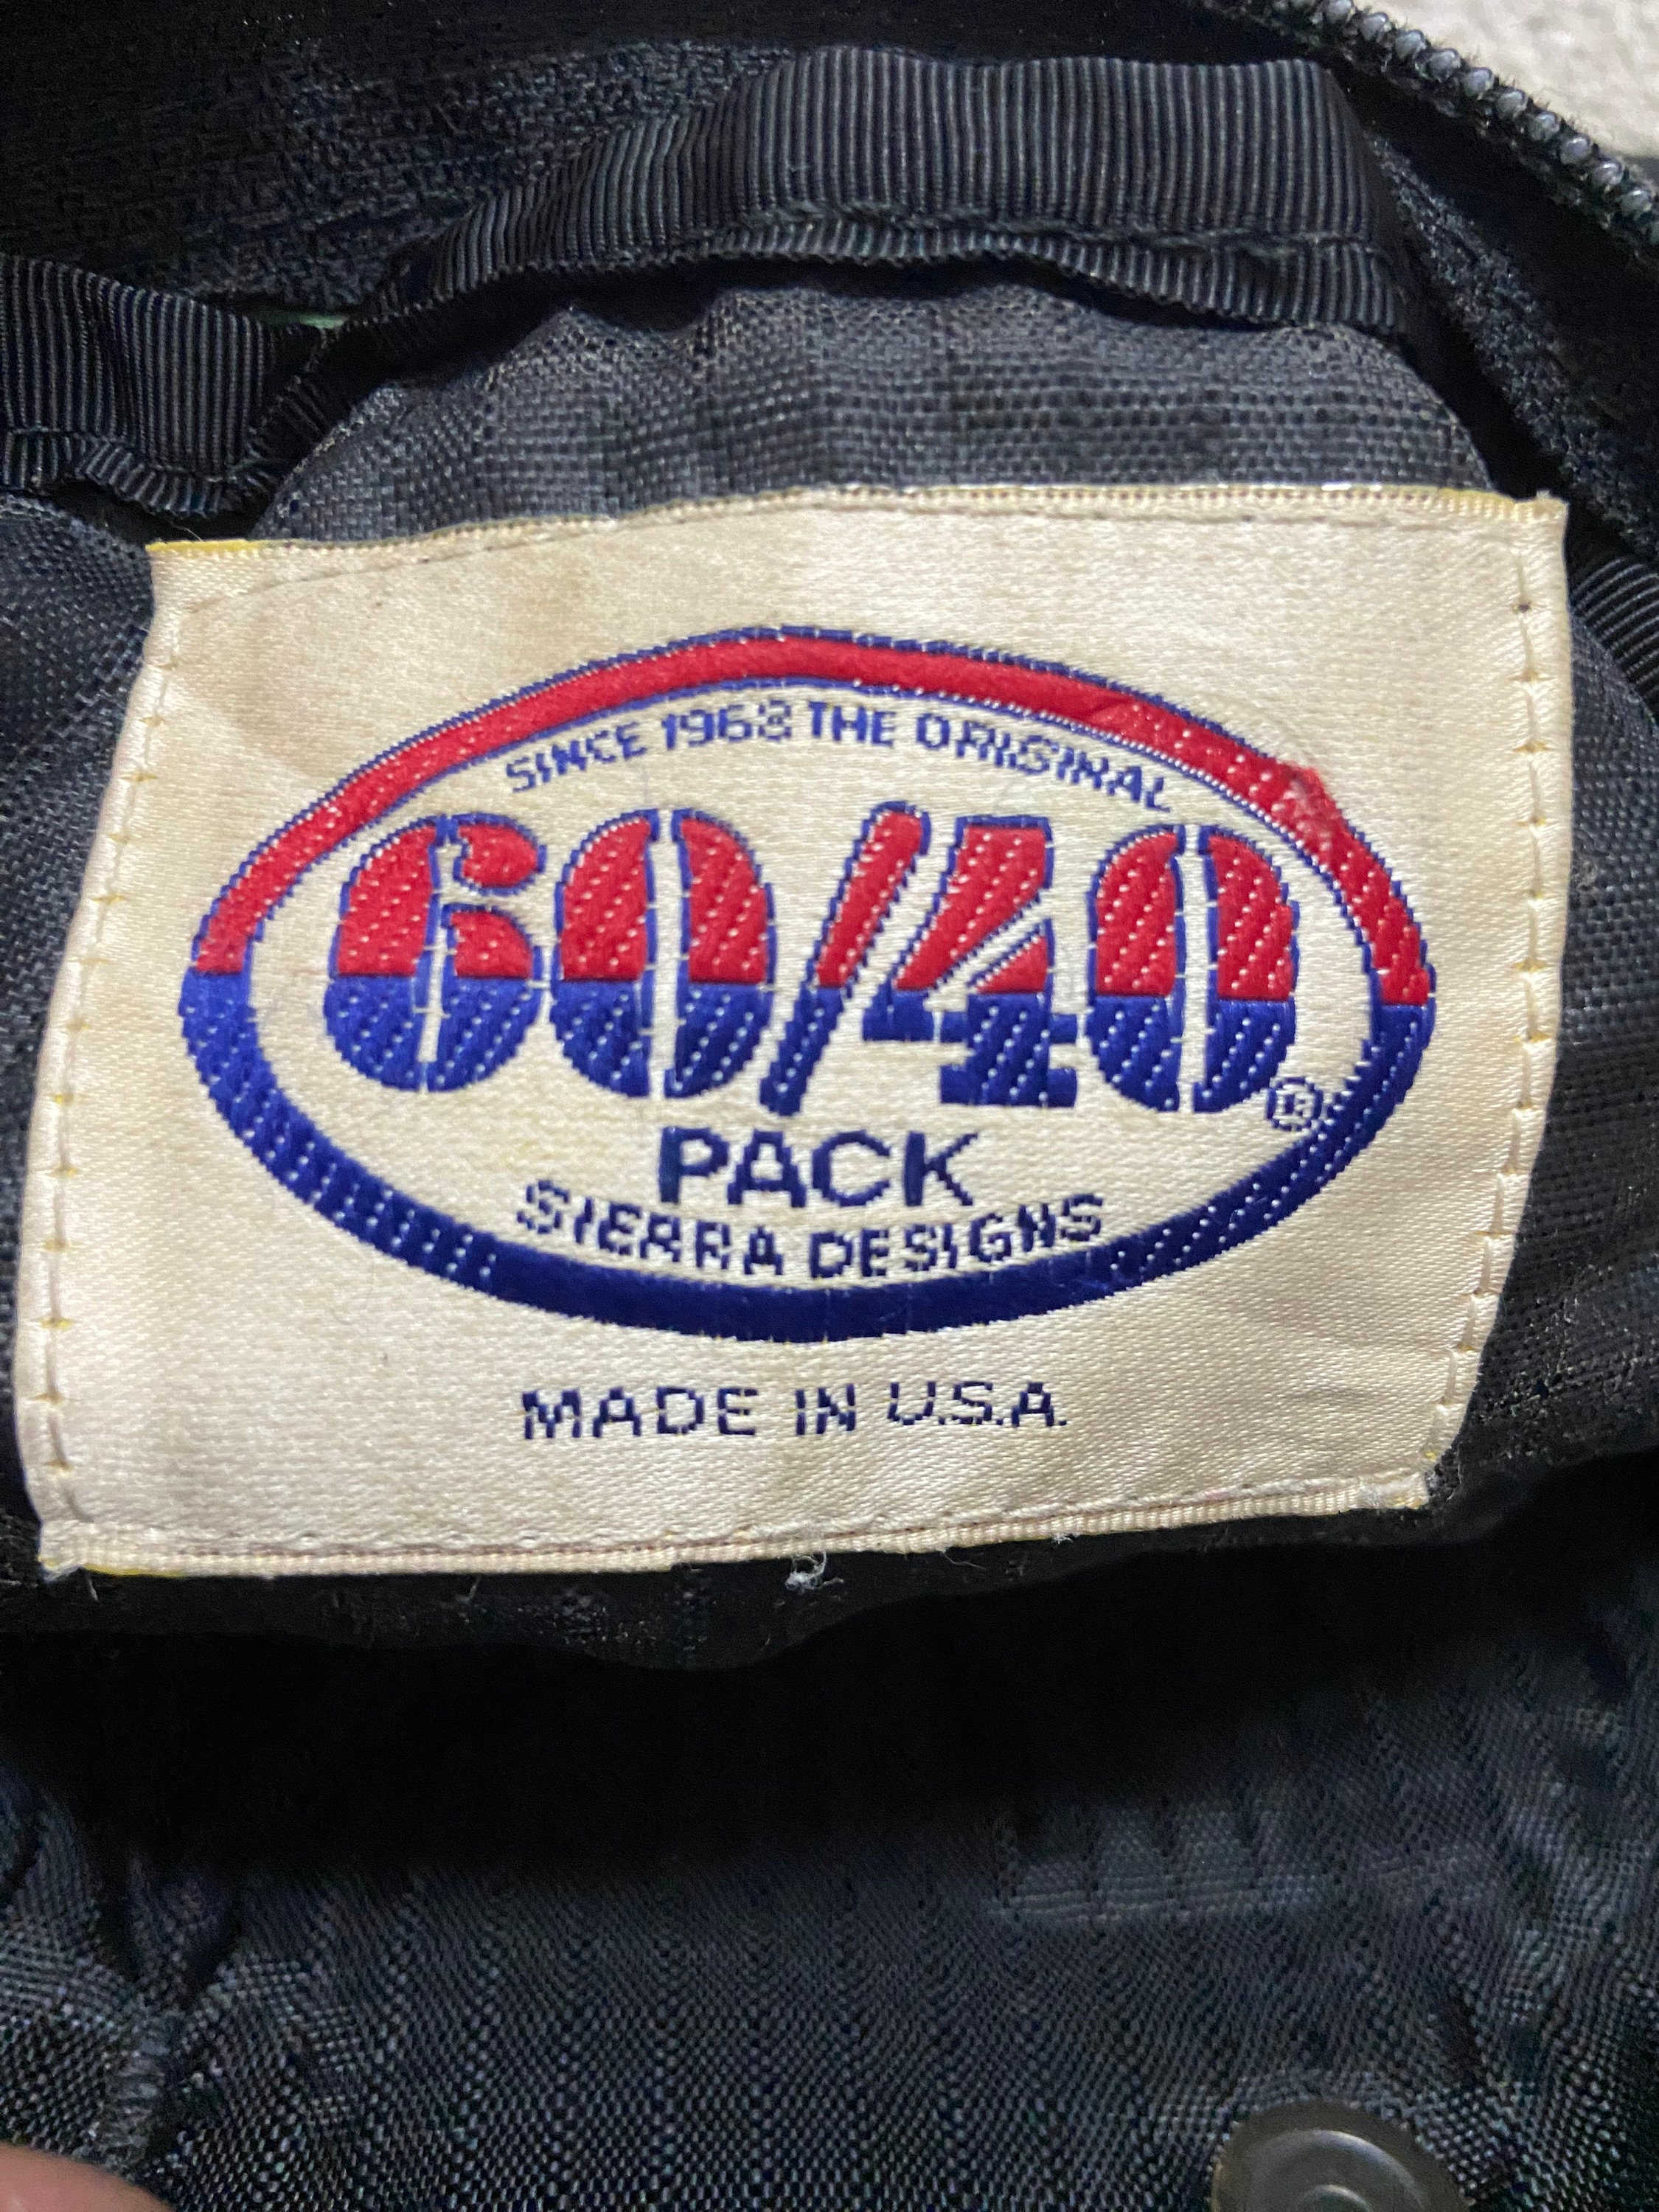 SINCE 1968 THE ORIGINAL
60/40®
PACK
SIERRA DESIGNS
MADE IN U.S.A.